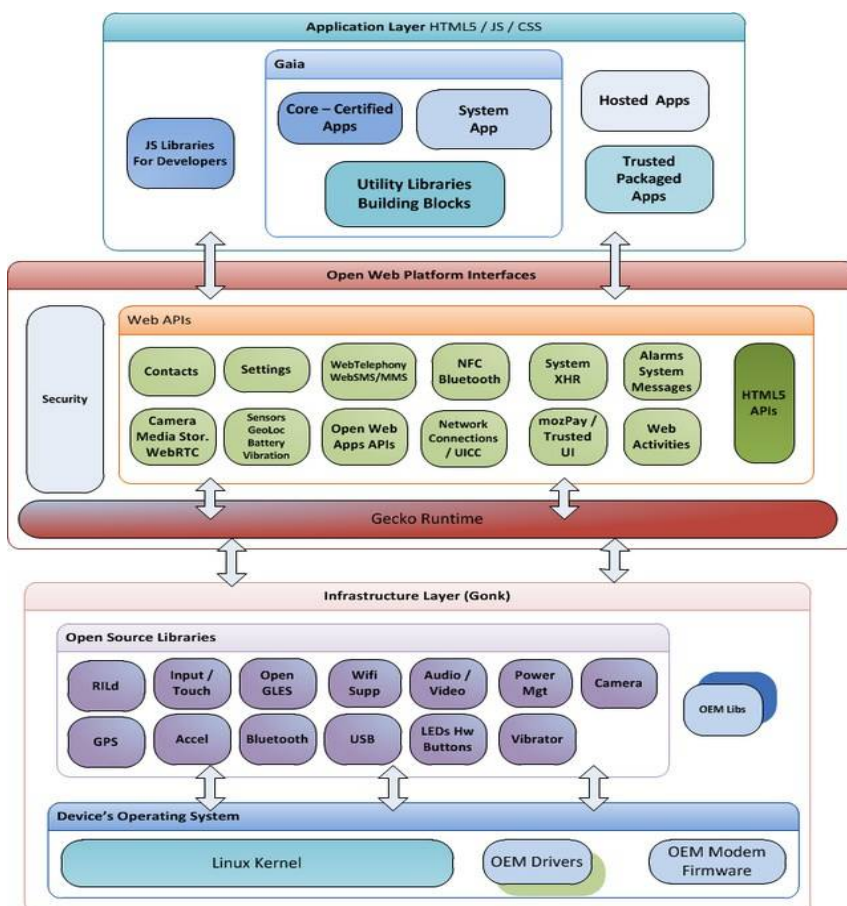 Application Layer HTML5 / JS / CSS
Gaia
JS Libraries
For Developers
Core – Certified
Apps
System
App
Utility Libraries
Building Blocks
Hosted Apps
Trusted
Packaged
Apps
Open Web Platform Interfaces
Security
Web APIs
Contacts
Settings
WebTelephony
WebSMS/MMS
NFC
Bluetooth
System
XHR
Alarms
System
Messages
Camera
Media Stor.
WebRTC
Sensors
GeoLoc
Battery
Vibration
Open Web
Apps APIs
Network
Connections
/ UICC
mozPay /
Trusted
UI
Web
Activities
HTML5
APIs
Gecko Runtime
Infrastructure Layer (Gonk)
Open Source Libraries
RILd
Input /
Touch
Open
GLES
Wifi
Supp
Audio /
Video
Power
Mgt
Camera
GPS
Accel
Bluetooth
USB
LEDs Hw
Buttons
Vibrator
OEM Libs
Device's Operating System
Linux Kernel
OEM Drivers
OEM Modem
Firmware